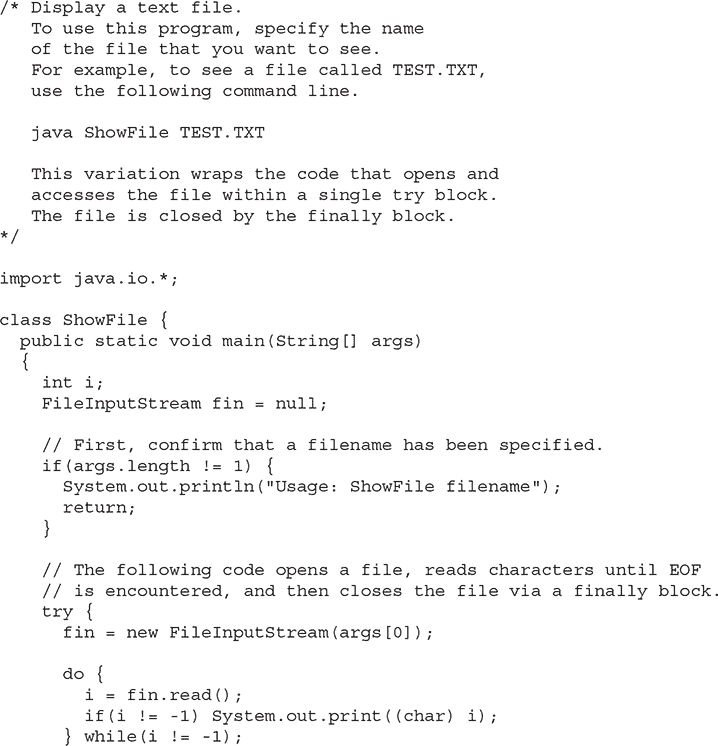 /* Display a text file.
   To use this program, specify the name
   of the file that you want to see.
   For example, to see a file called TEST.TXT,
   use the following command line.

   java ShowFile TEST.TXT

   This variation wraps the code that opens and
   accesses the file within a single try block.
   The file is closed by the finally block.
*/

import java.io.*;

class ShowFile {
  public static void main(String[] args)
  {
    int i;
    FileInputStream fin = null;

    // First, confirm that a filename has been specified.
    if(args.length != 1) {
      System.out.println("Usage: ShowFile filename");
      return;
    }

    // The following code opens a file, reads characters until EOF
    // is encountered, and then closes the file via a finally block.
    try {
      fin = new FileInputStream(args[0]);

      do {
        i = fin.read();
        if(i != -1) System.out.print((char) i);
      } while(i != -1);